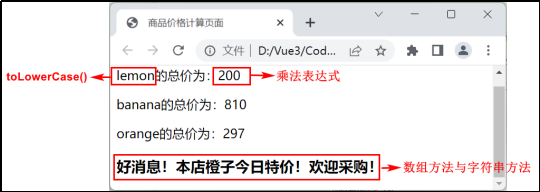 商品价格计算页面
文件 D:/Vue3/Cod...
toLowerCase() lemon的总价为：200 乘法表达式
banana的总价为：810
orange的总价为：297
好消息！本店橙子今日特价！欢迎采购！ 数组方法与字符串方法